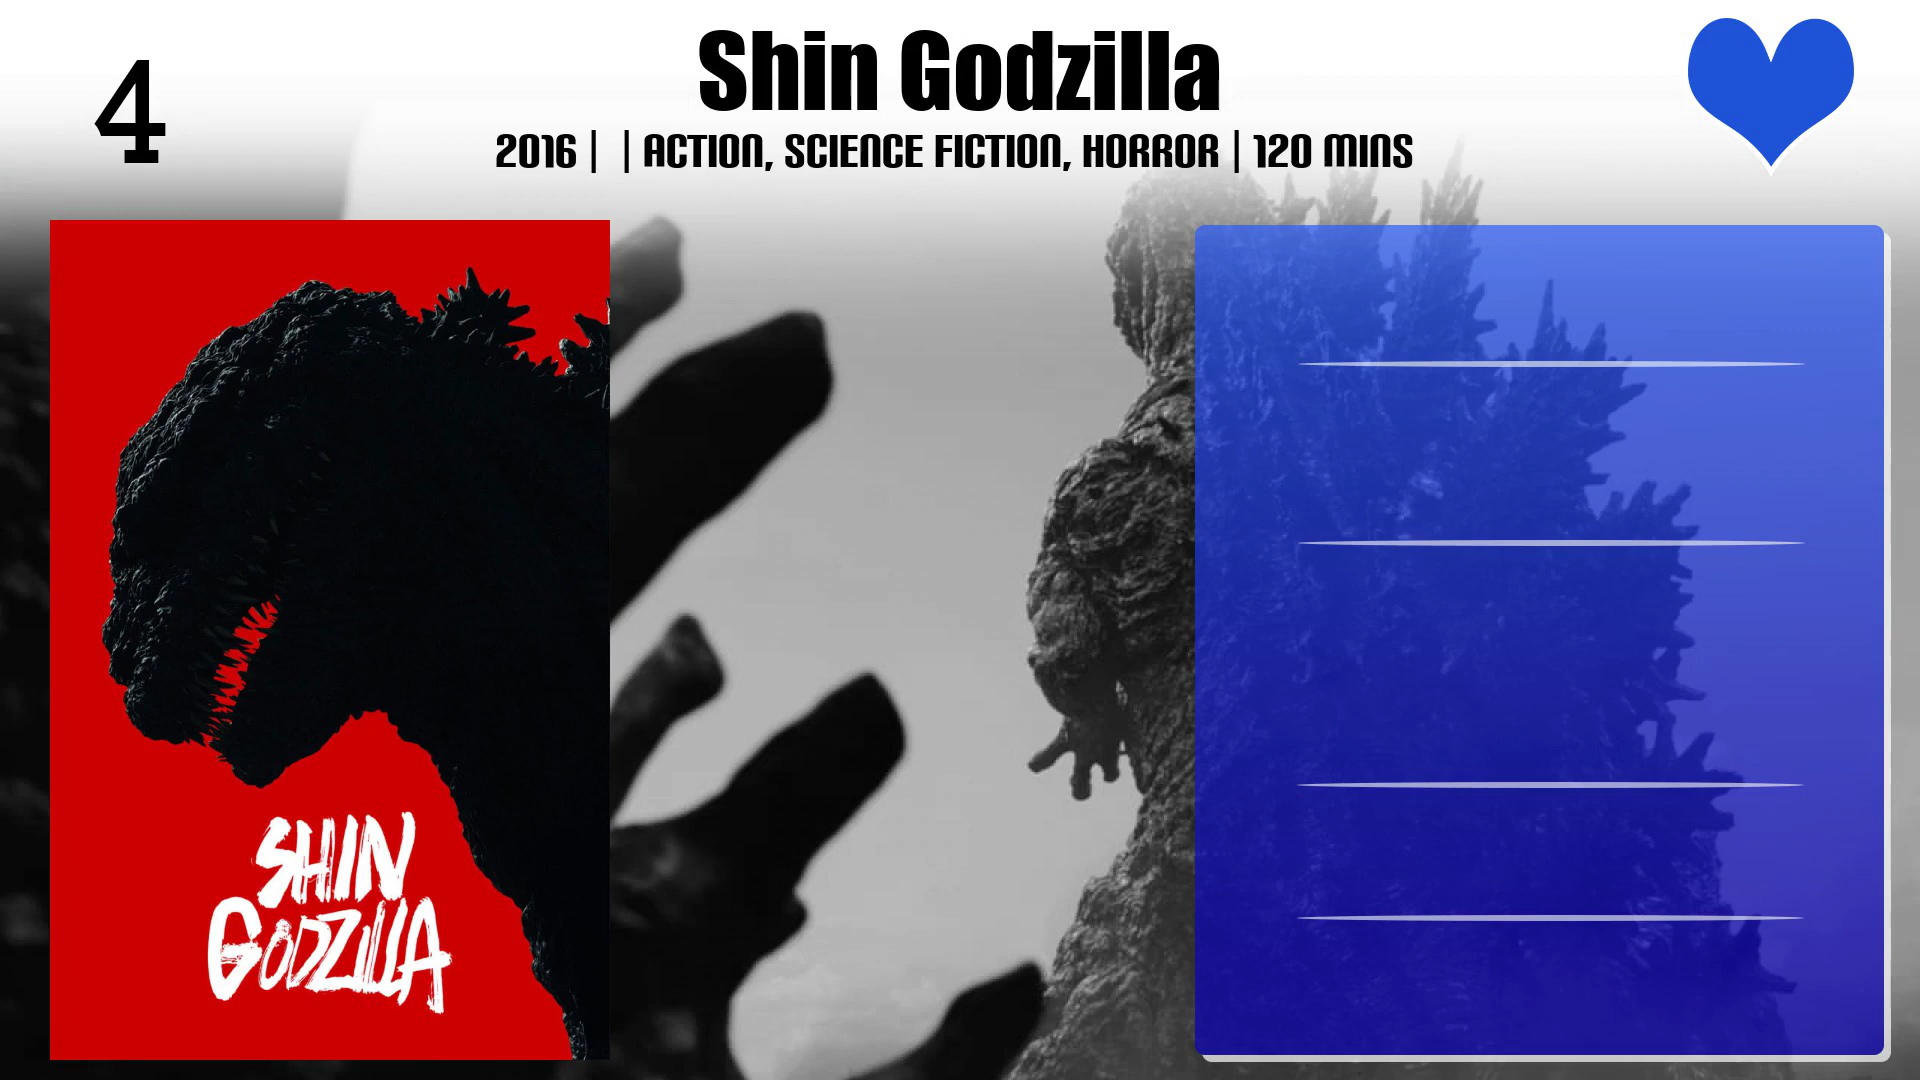 Shin Godzilla
4
2016 | | ACTION, SCIENCE FICTION, HORROR | 120 MINS
SHIN
GODZILLA